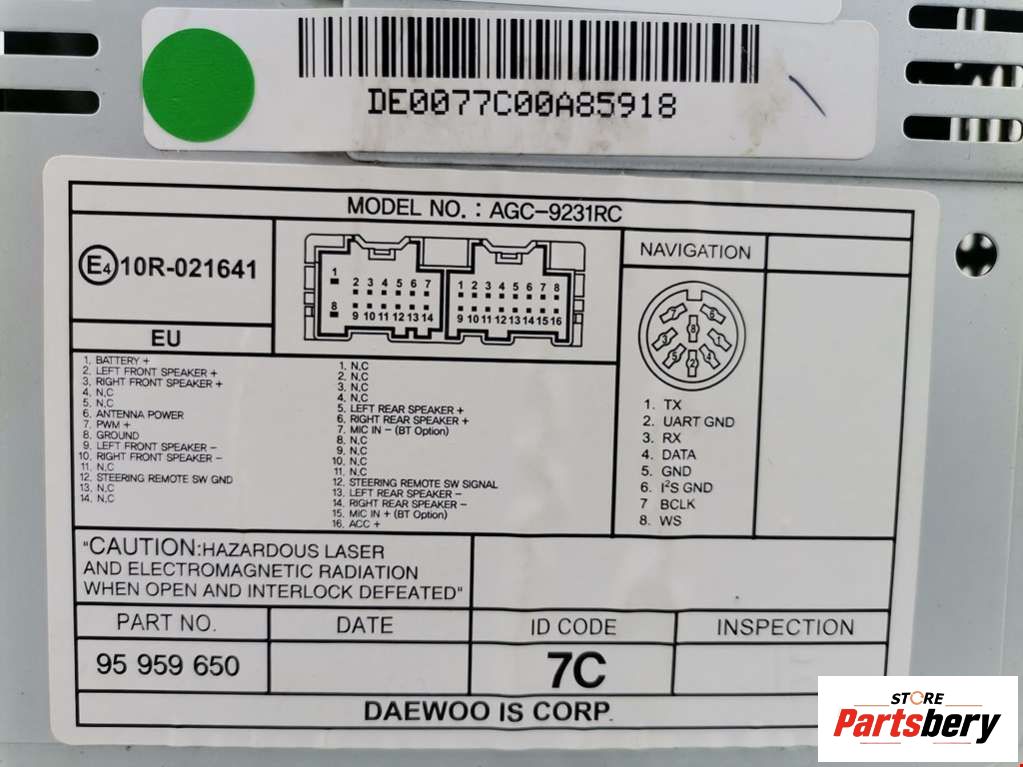 DE0077C00A85918
MODEL NO. : AGC-9231RC
E4 10R-021641
EU
1 2 3 4 5 6 7
8 9 10 11 12 13 14
1 2 3 4 5 6 7 8
9 10 11 12 13 14 15 16
1. BATTERY +
2. LEFT FRONT SPEAKER +
3. RIGHT FRONT SPEAKER +
4. N.C
5. N.C
6. ANTENNA POWER
7. PWM +
8. GROUND
9. LEFT FRONT SPEAKER -
10. RIGHT FRONT SPEAKER -
11. N.C
12. STEERING REMOTE SW GND
13. N.C
14. N.C
1. N.C
2. N.C
3. N.C
4. N.C
5. LEFT REAR SPEAKER +
6. RIGHT REAR SPEAKER +
7. MIC IN - (BT Option)
8. N.C
9. N.C
10. N.C
11. N.C
12. STEERING REMOTE SW SIGNAL
13. LEFT REAR SPEAKER -
14. RIGHT REAR SPEAKER -
15. MIC IN + (BT Option)
16. ACC +
NAVIGATION
8
2
1. TX
2. UART GND
3. RX
4. DATA
5. GND
6. I²S GND
7 BCLK
8. WS
"CAUTION:HAZARDOUS LASER
AND ELECTROMAGNETIC RADIATION
WHEN OPEN AND INTERLOCK DEFEATED"
PART NO. DATE ID CODE INSPECTION
95 959 650 7C
DAEWOO IS CORP.
STORE
Partsbery